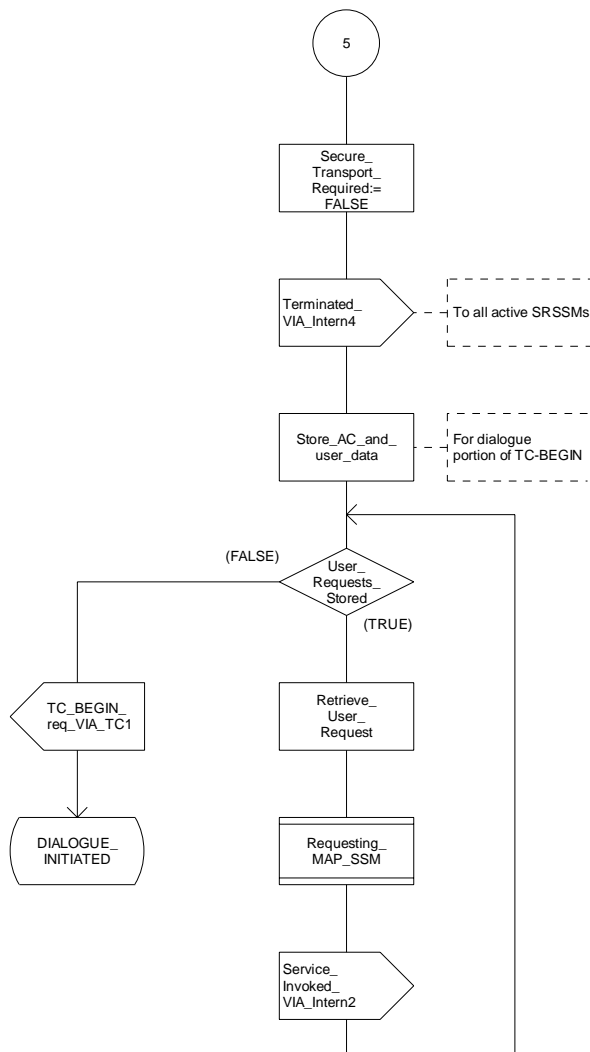 5
Secure_
Transport_
Required:=
FALSE
Terminated_
VIA_Intern4
To all active SRSSMs
Store_AC_and_
user_data
For dialogue
portion of TC-BEGIN
(FALSE)
User_
Requests_
Stored
(TRUE)
TC_BEGIN_
req_VIA_TC1
Retrieve_
User_
Request
DIALOGUE_
INITIATED
Requesting_
MAP_SSM
Service_
Invoked_
VIA_Intern2